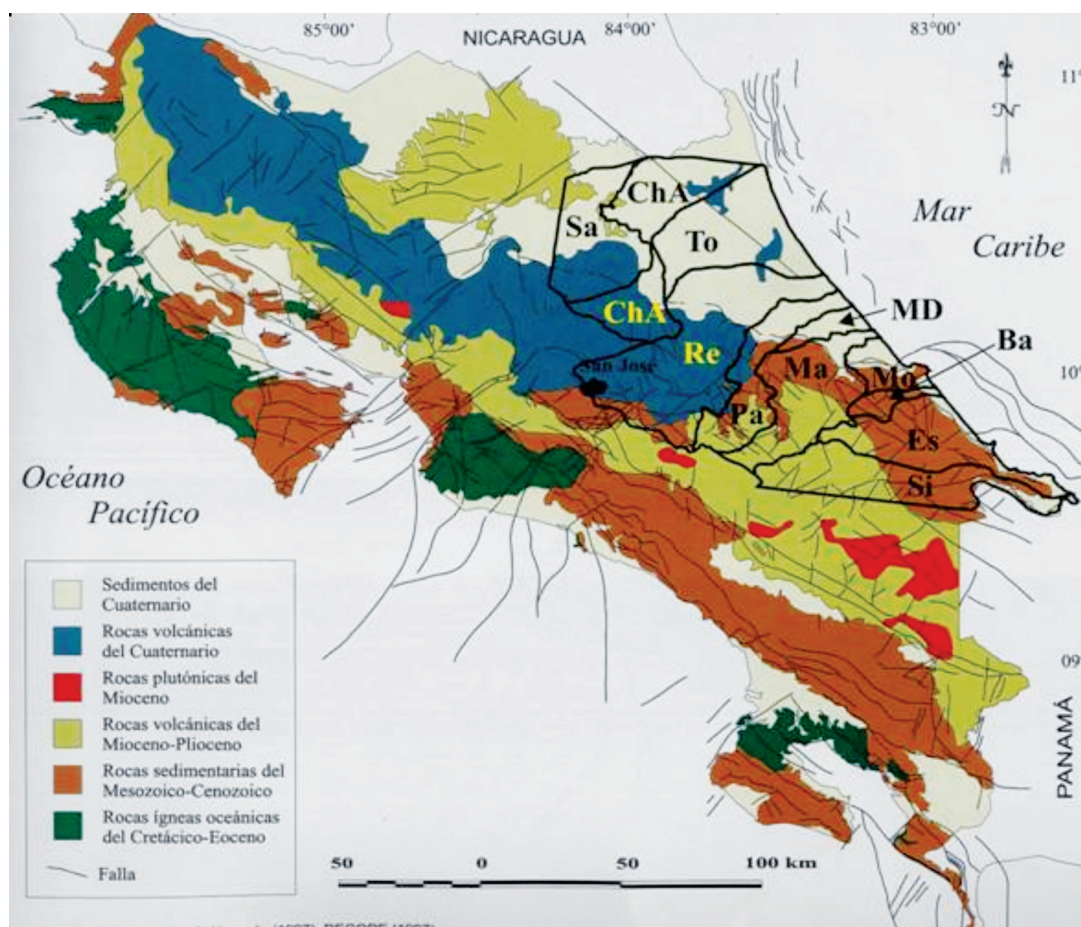 85°00'
84°00'
83°00'
NICARAGUA
11°
N
ChA
Sa
To
Mar
Caribe
MD
ChA
Ba
Re
San José
Ma
Mo
10°
Pa
Es
Si
Océano
Pacífico
Sedimentos del
Cuaternario
Rocas volcánicas
del Cuaternario
Rocas plutónicas del
Mioceno
Rocas volcánicas del
Mioceno-Plioceno
Rocas sedimentarias del
Mesozoico-Cenozoico
Rocas ígneas oceánicas
del Cretácico-Eoceno
Falla
09°
PANAMÁ
50 0 50 100 km